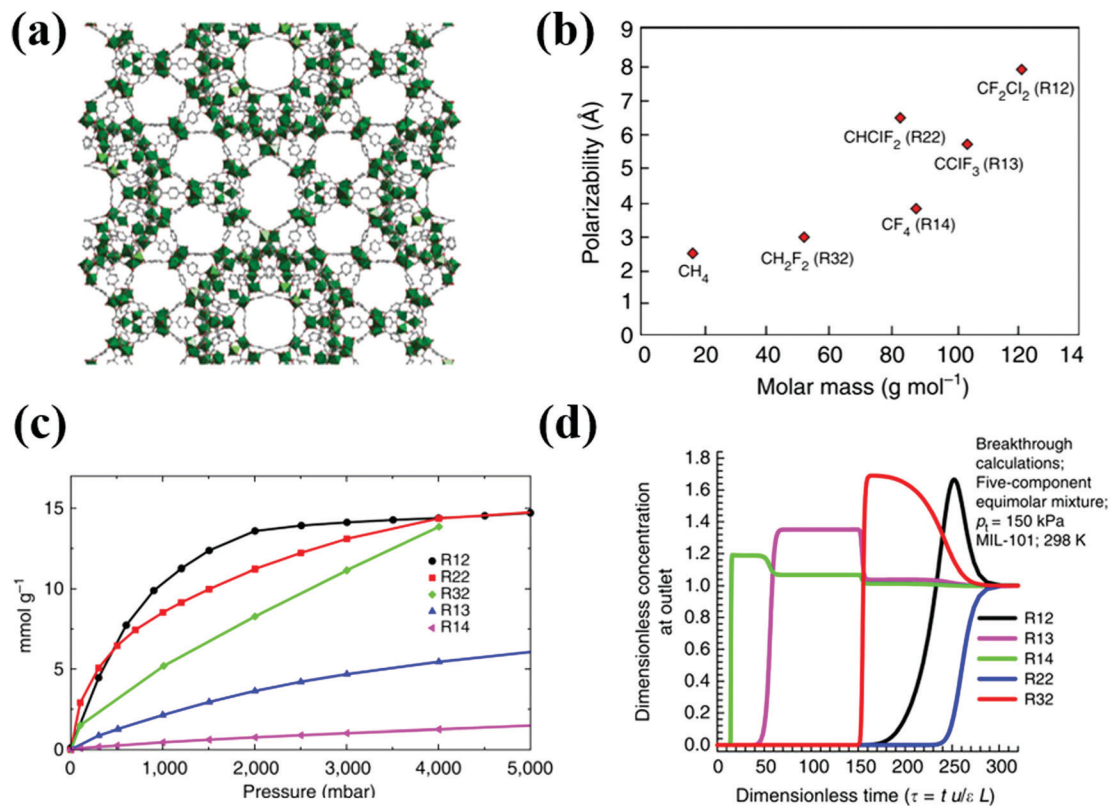 (a)
(b)
9
8
7
6
5
4
3
2
1
0
Polarizability (Å)
CF₂Cl₂ (R12)
CHClF₂ (R22)
CClF₃ (R13)
CF₄ (R14)
CH₂F₂ (R32)
CH₄
0 20 40 60 80 100 120 14
Molar mass (g mol⁻¹)
(c)
15
10
5
0
mmol g⁻¹
R12
R22
R32
R13
R14
0 1,000 2,000 3,000 4,000 5,000
Pressure (mbar)
(d)
1.8
1.6
1.4
1.2
1.0
0.8
0.6
0.4
0.2
0.0
Dimensionless concentration
at outlet
Breakthrough
calculations;
Five-component
equimolar mixture;
pₜ = 150 kPa
MIL-101; 298 K
R12
R13
R14
R22
R32
0 50 100 150 200 250 300
Dimensionless time (τ = t u/ε L)